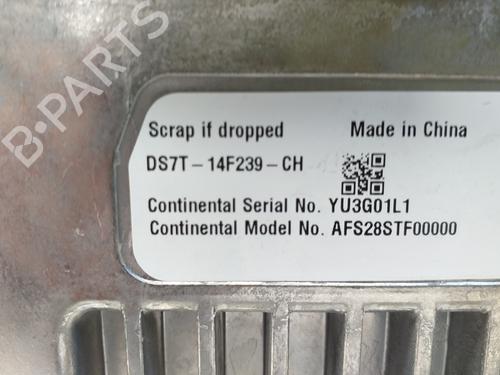 Scrap if dropped Made in China
DS7T-14F239-CH
Continental Serial No. YU3G01L1
Continental Model No. AFS28STF00000
B-PARTS